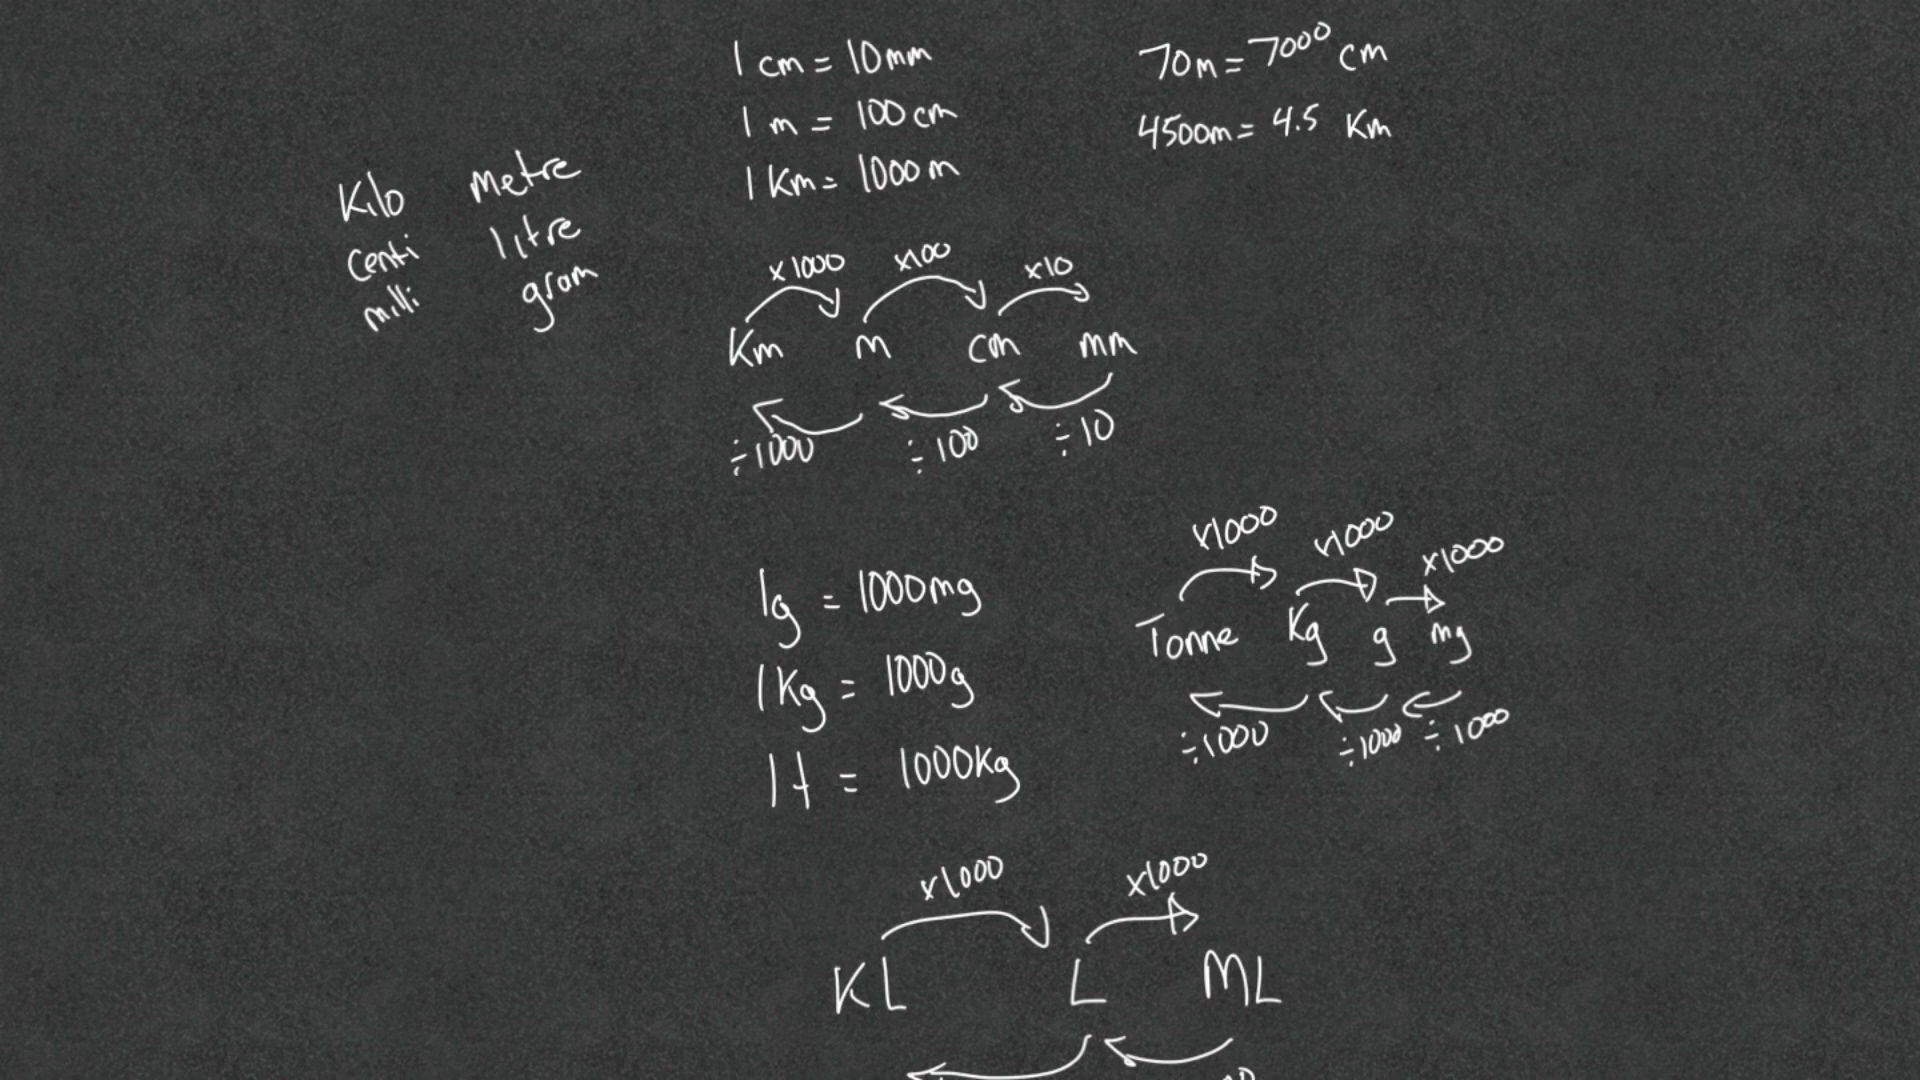 1 cm = 10mm
1 m = 100 cm
1 Km = 1000 m
70m = 7000 cm
4500m = 4.5 Km
Kilo metre
centi litre
milli gram
x1000 x100 x10
Km m cm mm
÷1000 ÷100 ÷10
1g = 1000mg
1Kg = 1000g
1t = 1000Kg
x1000 x1000 x1000
Tonne Kg g mg
÷1000 ÷1000 ÷1000
x1000 x1000
KL L ML